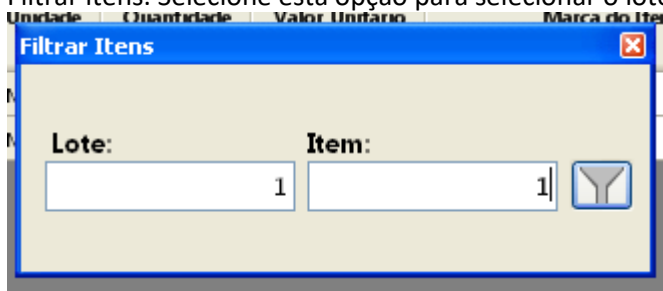 Filtrar Itens. Selecione esta opção para selecionar o lote
Unidade Quantidade Valor Unitário Marca do Ite
Filtrar Itens
Lote: Item:
1 1